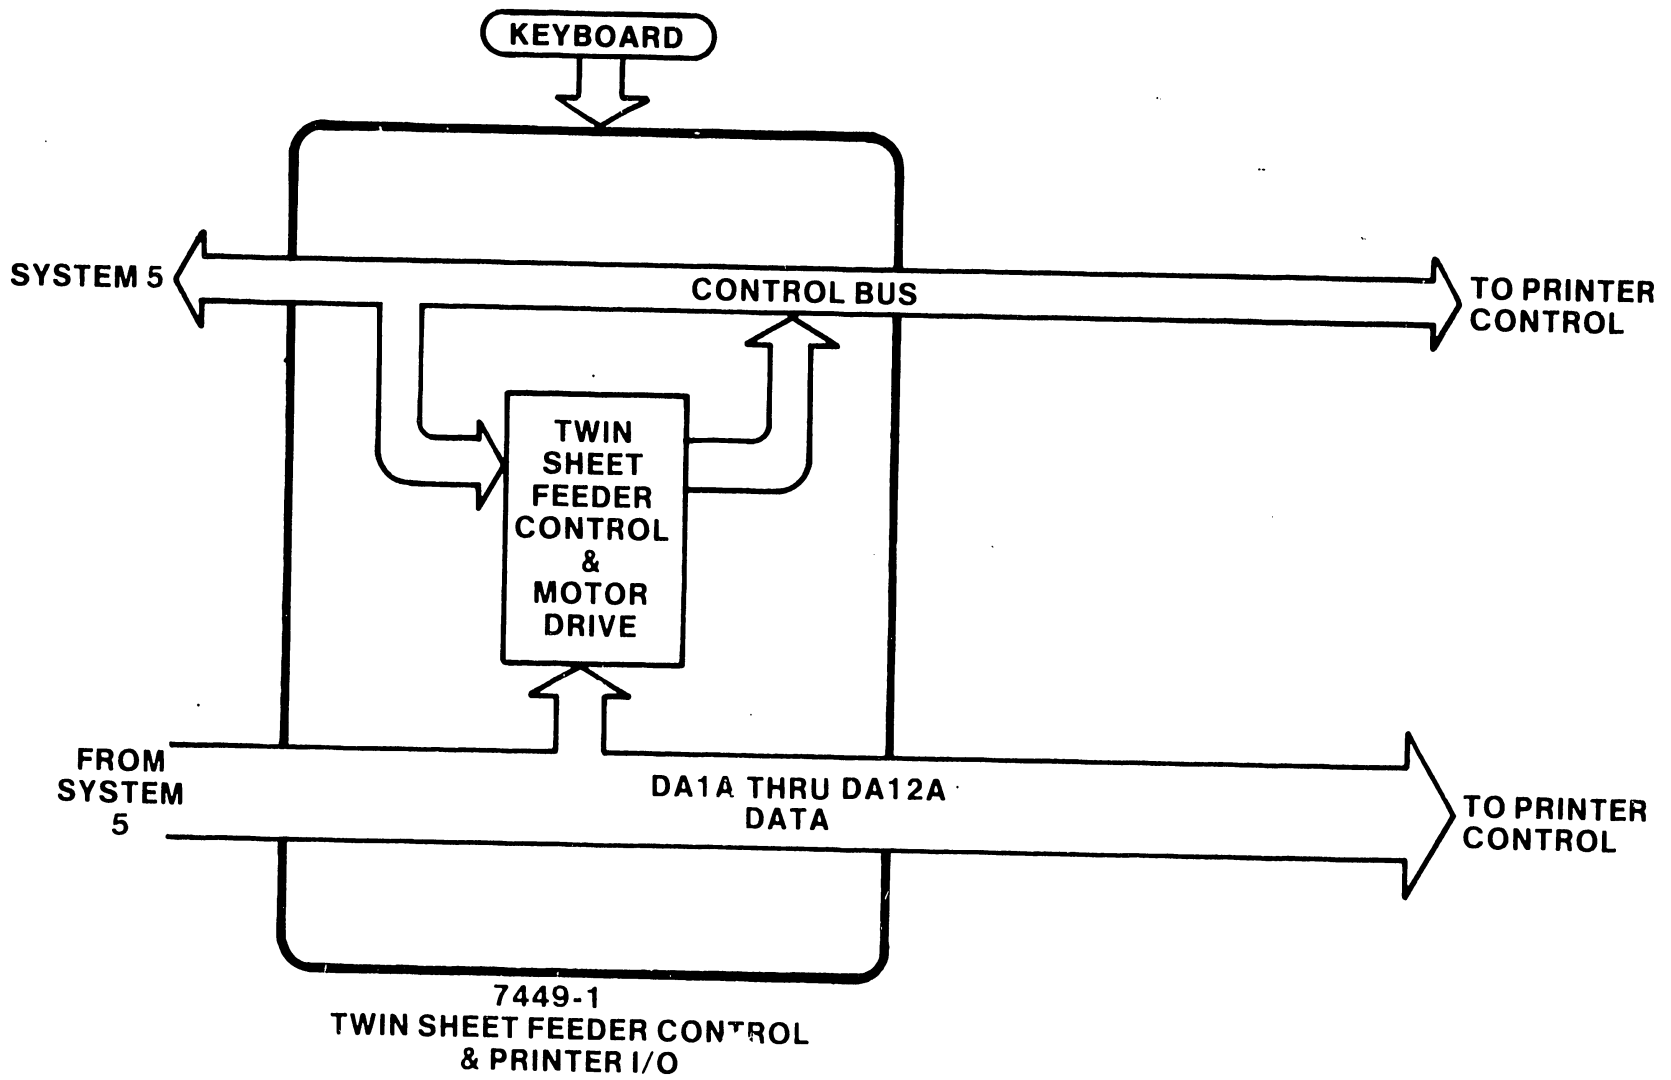 KEYBOARD
SYSTEM 5
CONTROL BUS
TO PRINTER
CONTROL
TWIN
SHEET
FEEDER
CONTROL
&
MOTOR
DRIVE
FROM
SYSTEM
5
DA1A THRU DA12A
DATA
TO PRINTER
CONTROL
7449-1
TWIN SHEET FEEDER CONTROL
& PRINTER I/O